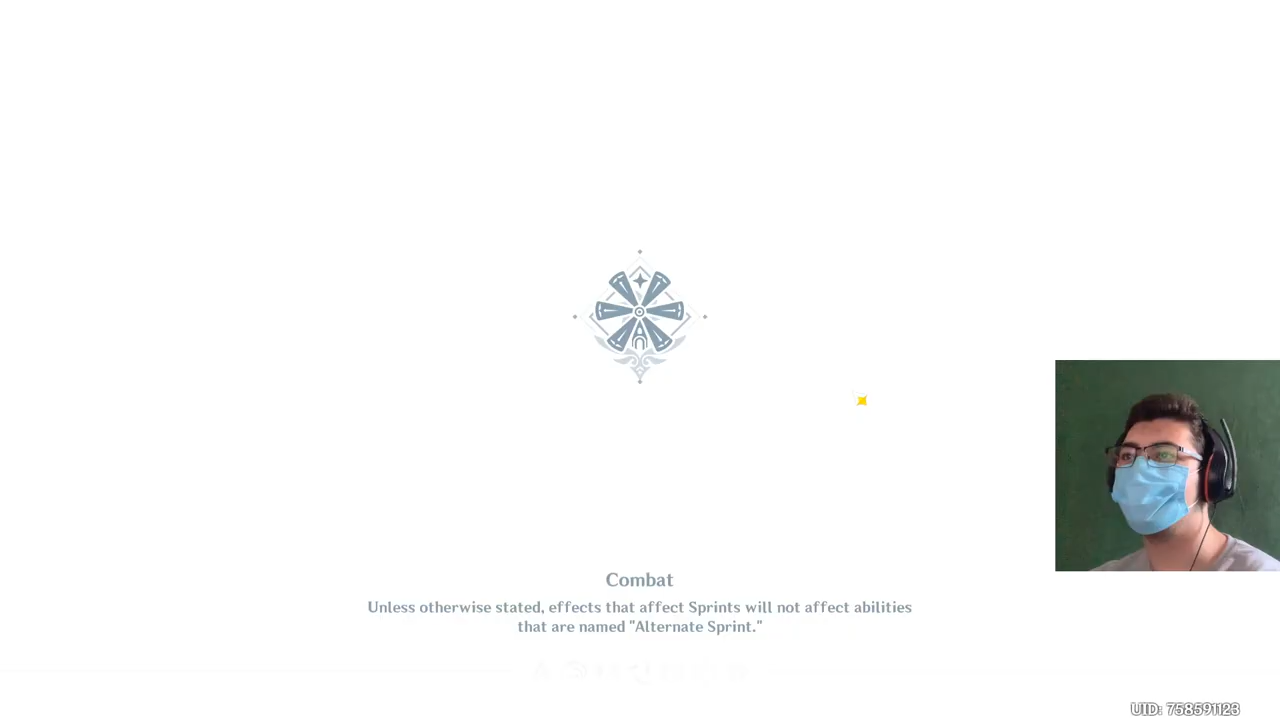 Combat
Unless otherwise stated, effects that affect Sprints will not affect abilities
that are named "Alternate Sprint."
UID: 758591123